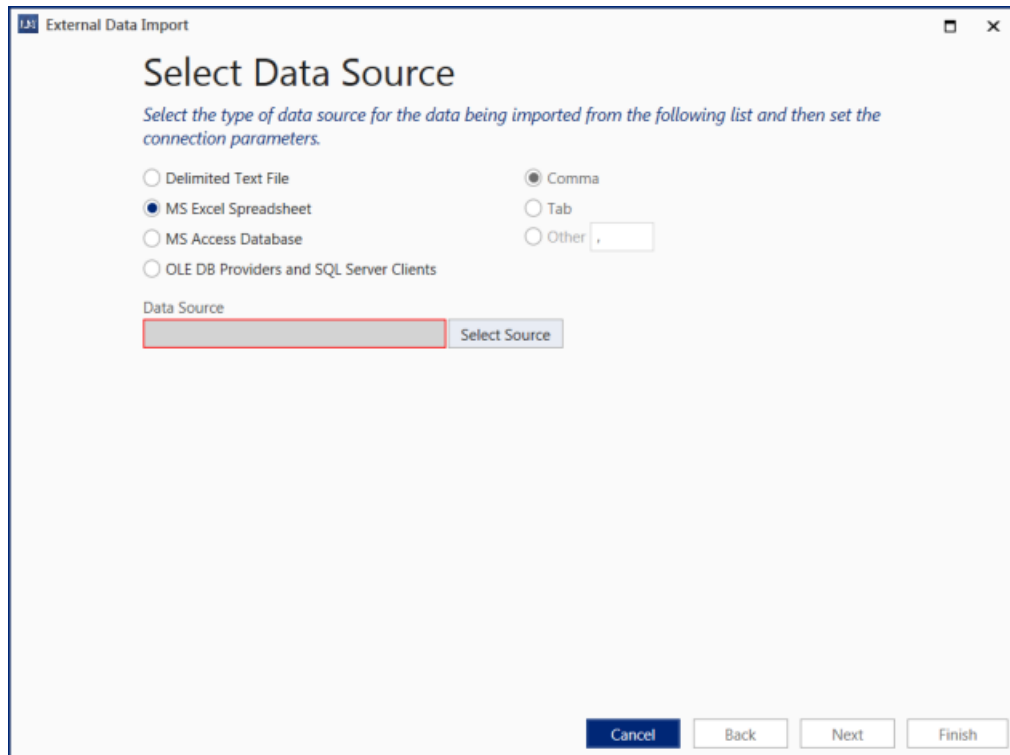 External Data Import
Select Data Source
Select the type of data source for the data being imported from the following list and then set the
connection parameters.
Delimited Text File
Comma
MS Excel Spreadsheet
Tab
MS Access Database
Other ,
OLE DB Providers and SQL Server Clients
Data Source
Select Source
Cancel Back Next Finish